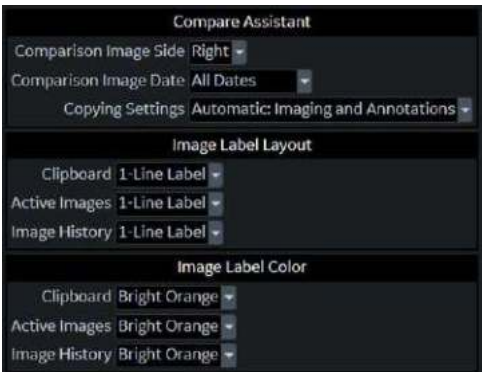 Compare Assistant
Comparison Image Side Right
Comparison Image Date All Dates
Copying Settings Automatic: Imaging and Annotations
Image Label Layout
Clipboard 1-Line Label
Active Images 1-Line Label
Image History 1-Line Label
Image Label Color
Clipboard Bright Orange
Active Images Bright Orange
Image History Bright Orange